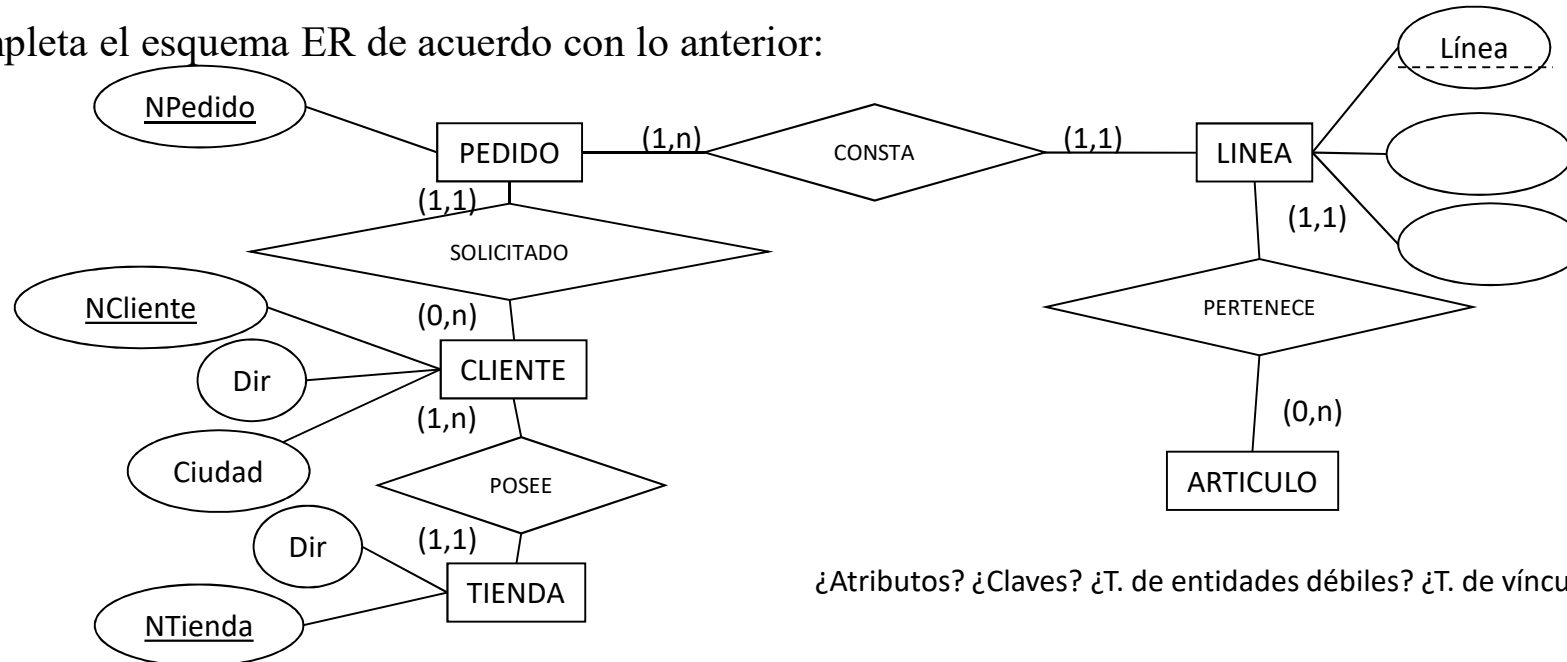 mpleta el esquema ER de acuerdo con lo anterior:
Línea
NPedido
PEDIDO
(1,n)
CONSTA
(1,1)
LINEA
(1,1)
(1,1)
SOLICITADO
NCliente
(0,n)
PERTENECE
Dir
CLIENTE
(1,n)
(0,n)
Ciudad
POSEE
ARTICULO
Dir
(1,1)
TIENDA
¿Atributos? ¿Claves? ¿T. de entidades débiles? ¿T. de víncu
NTienda